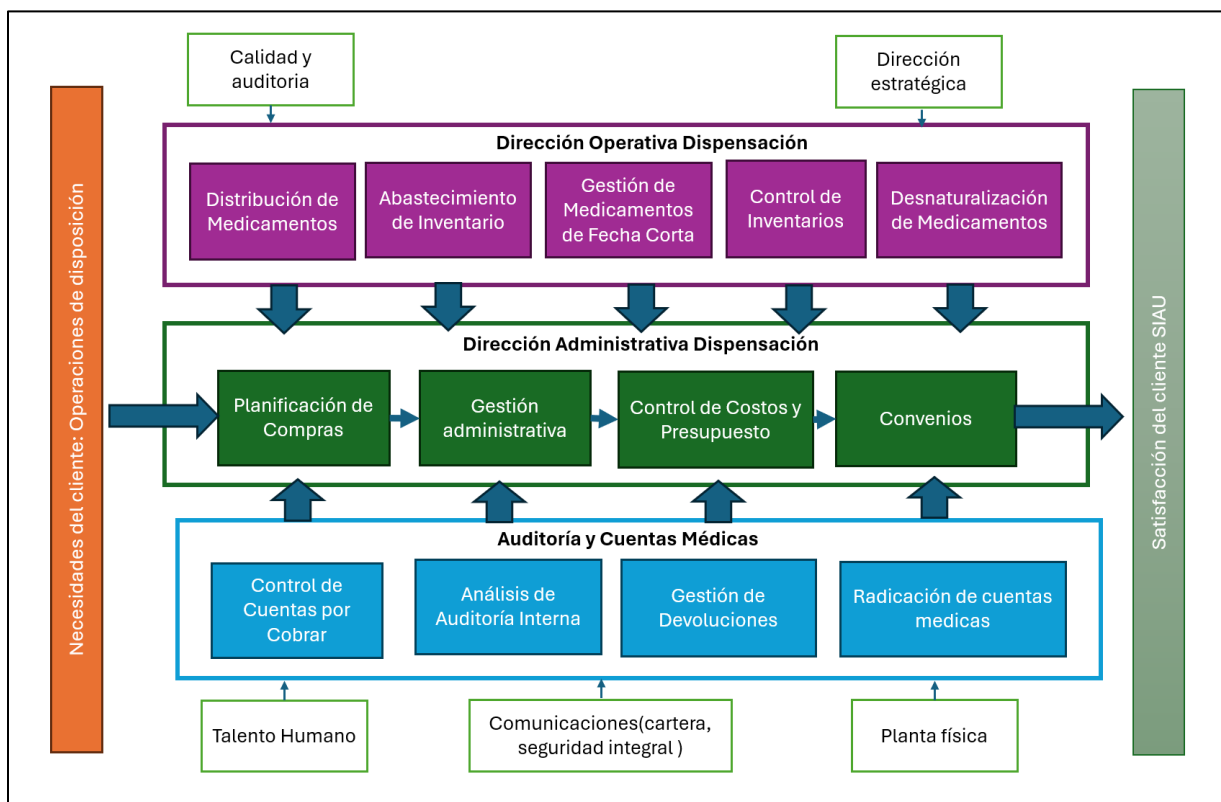 Calidad y
auditoria
Dirección
estratégica
Necesidades del cliente: Operaciones de disposición
Dirección Operativa Dispensación
Distribución de
Medicamentos
Abastecimiento
de Inventario
Gestión de
Medicamentos
de Fecha Corta
Control de
Inventarios
Desnaturalización
de Medicamentos
Dirección Administrativa Dispensación
Planificación de
Compras
Gestión
administrativa
Control de Costos y
Presupuesto
Convenios
Auditoría y Cuentas Médicas
Control de
Cuentas por
Cobrar
Análisis de
Auditoría Interna
Gestión de
Devoluciones
Radicación de cuentas
medicas
Talento Humano
Comunicaciones(cartera,
seguridad integral )
Planta física
Satisfacción del cliente SIAU